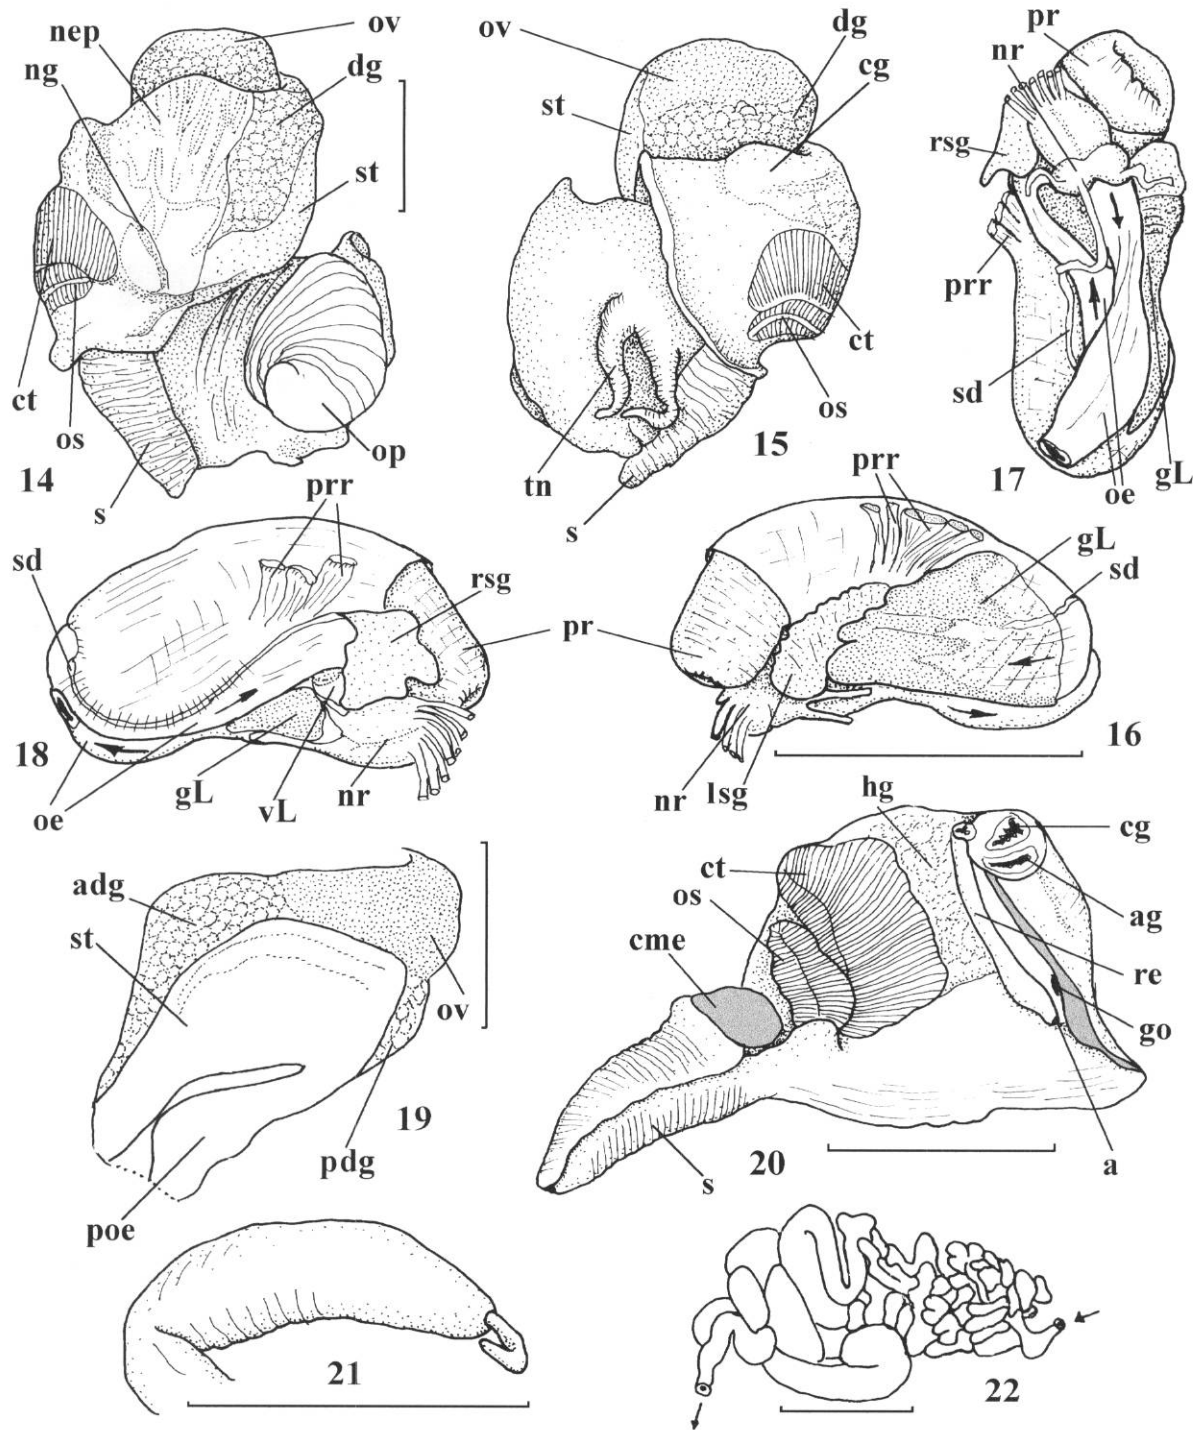 nep
ov
ng
dg
st
ct
os
s
op
14
ov
dg
cg
st
ct
os
tn
s
15
pr
nr
rsg
prr
sd
oe
gL
17
prr
sd
rsg
pr
18
oe
gL
vL
nr
prr
gL
sd
16
nr
lsg
adg
st
ov
19
pdg
poe
hg
cg
ct
os
cme
ag
re
go
a
s
20
21
22